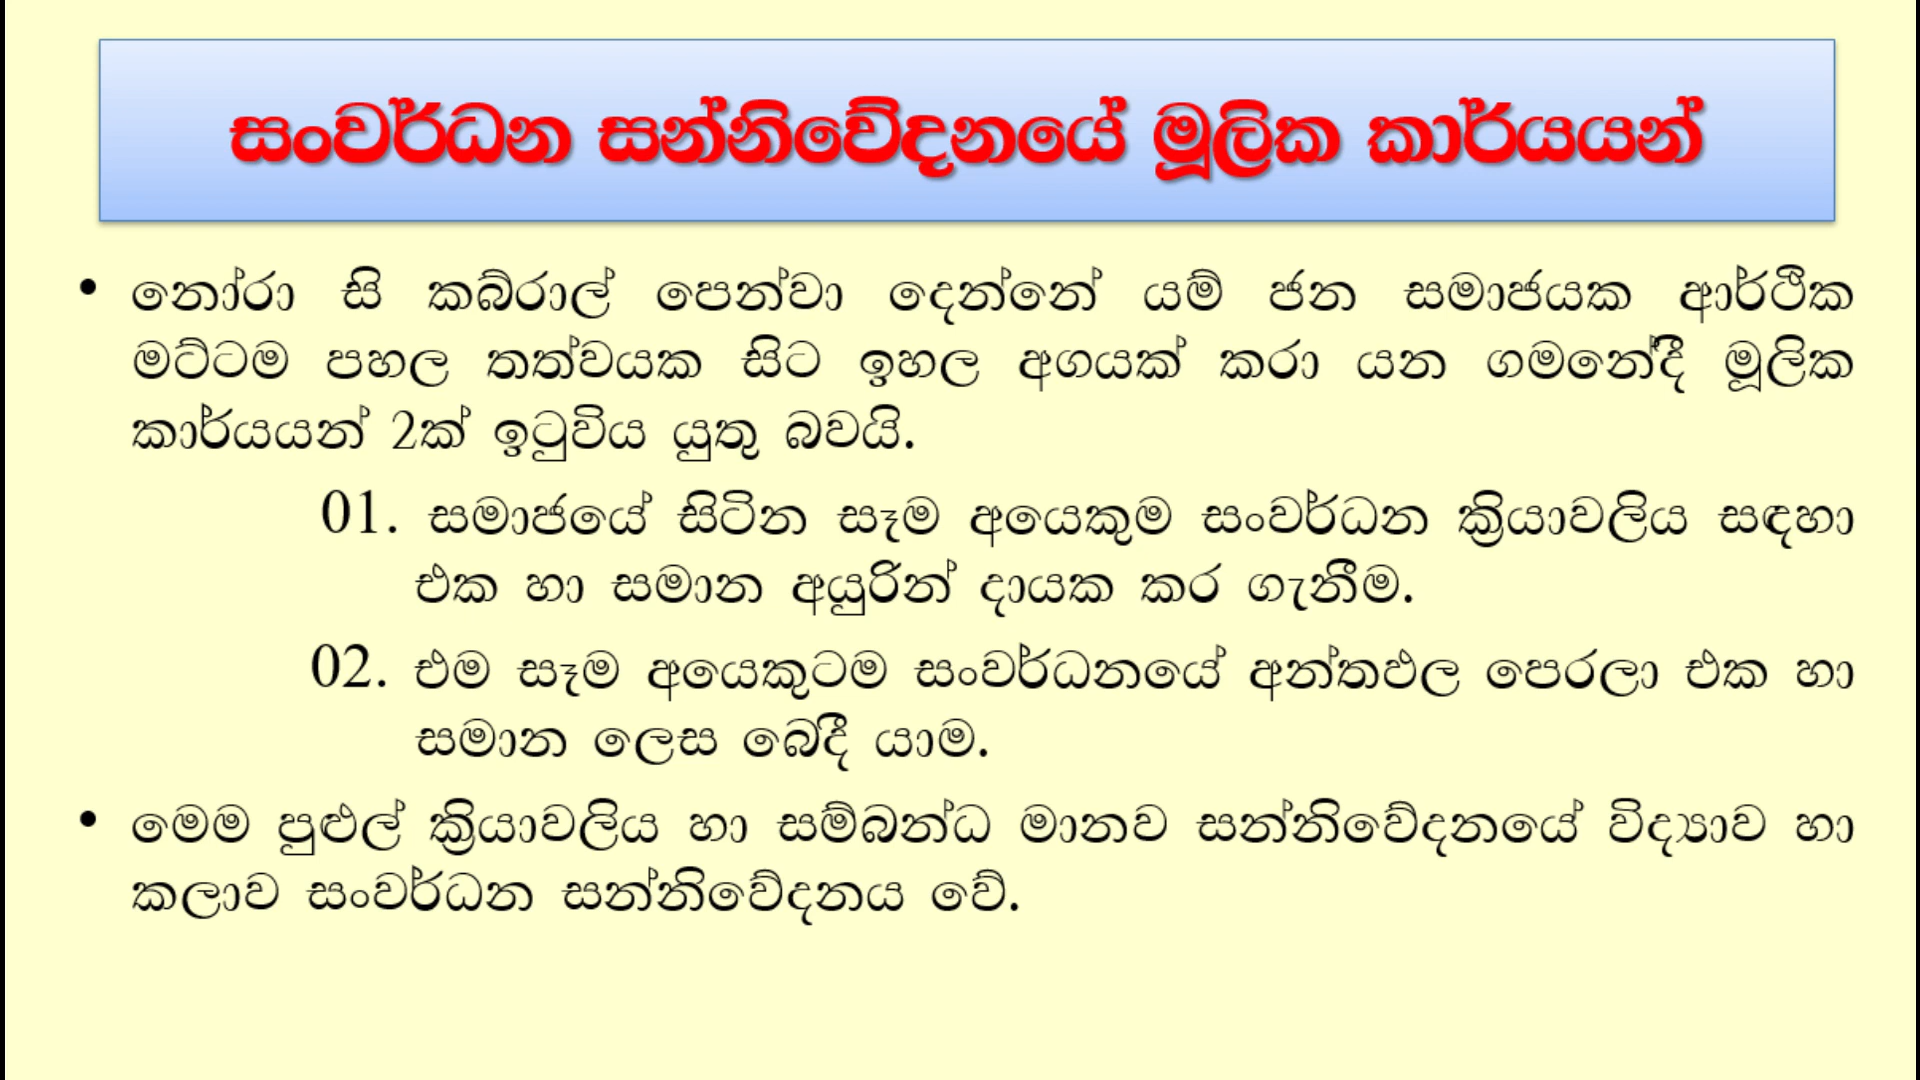 සංවර්ධන සන්නිවේදනයේ මූලික කාර්යයන්
• නෝරා සි කබ්රාල් පෙන්වා දෙන්නේ යම් ජන සමාජයක ආර්ථික
මට්ටම පහල තත්වයක සිට ඉහල අගයක් කරා යන ගමනේදී මූලික
කාර්යයන් 2ක් ඉටුවිය යුතු බවයි.
01. සමාජයේ සිටින සෑම අයෙකුම සංවර්ධන ක්‍රියාවලිය සඳහා
එක හා සමාන අයුරින් දායක කර ගැනීම.
02. එම සෑම අයෙකුටම සංවර්ධනයේ අන්තඵල පෙරලා එක හා
සමාන ලෙස බෙදී යාම.
• මෙම පුළුල් ක්‍රියාවලිය හා සම්බන්ධ මානව සන්නිවේදනයේ විද්‍යාව හා
කලාව සංවර්ධන සන්නිවේදනය වේ.